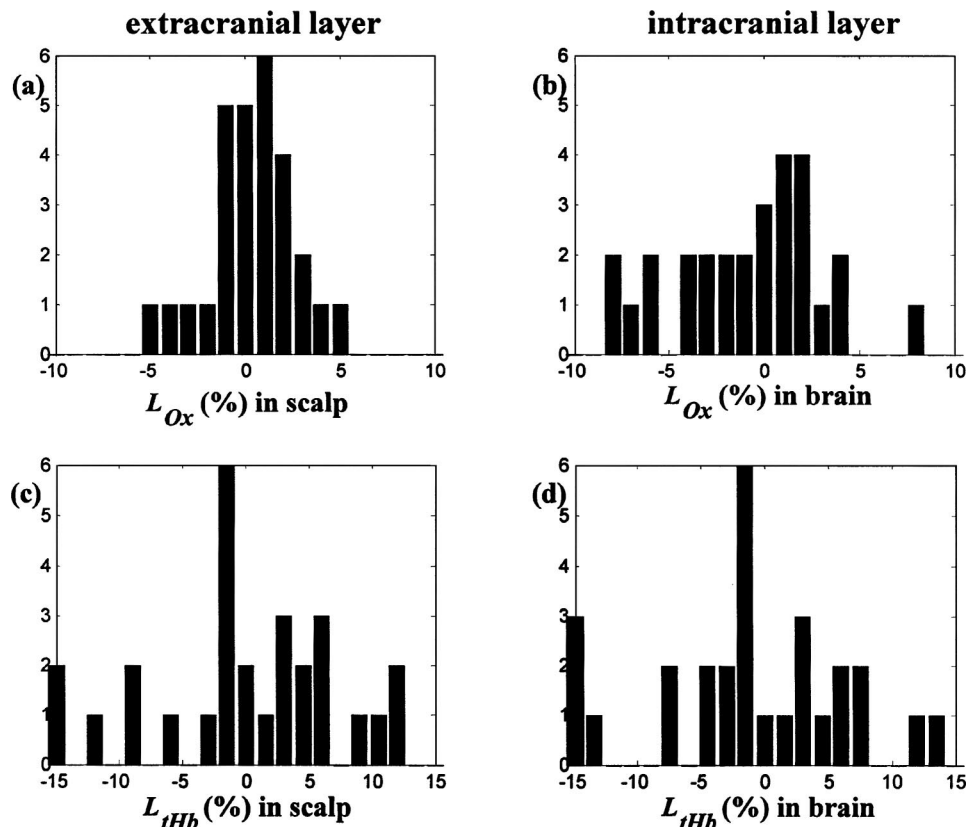 extracranial layer
intracranial layer
(a)
6
5
4
3
2
1
0
-10 -5 0 5 10
L_Ox (%) in scalp
(b)
6
5
4
3
2
1
0
-10 -5 0 5 10
L_Ox (%) in brain
(c)
6
5
4
3
2
1
0
-15 -10 -5 0 5 10 15
L_tHb (%) in scalp
(d)
6
5
4
3
2
1
0
-15 -10 -5 0 5 10 15
L_tHb (%) in brain